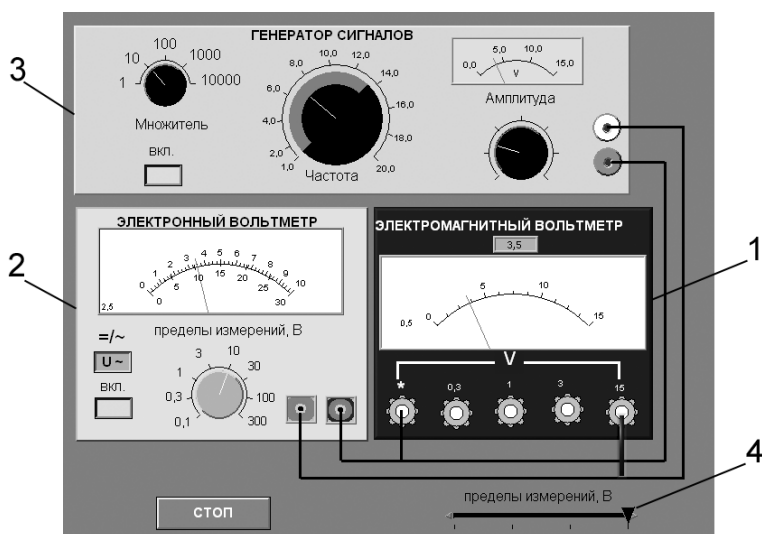 ГЕНЕРАТОР СИГНАЛОВ
1 10 100 1000 10000
Множитель
ВКЛ.
1,0 2,0 4,0 6,0 8,0 10,0 12,0 14,0 16,0 18,0 20,0
Частота
0,0 5,0 10,0 15,0
V
Амплитуда
3
ЭЛЕКТРОННЫЙ ВОЛЬТМЕТР
0 1 2 3 4 5 6 7 8 9 10
0 5 10 15 20 25 30
2,5
=/~
U ~
ВКЛ.
пределы измерений, В
0,1 0,3 1 3 10 30 100 300
2
ЭЛЕКТРОМАГНИТНЫЙ ВОЛЬТМЕТР
3,5
0 5 10 15
0,5
V
* 0,3 1 3 15
1
СТОП
пределы измерений, В
4